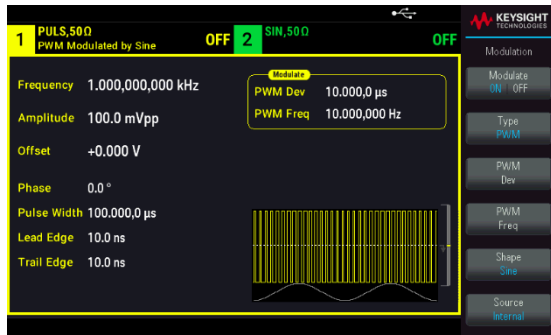 1 PULS,50Ω OFF
PWM Modulated by Sine
2 SIN,50Ω OFF
KEYSIGHT
TECHNOLOGIES
Modulation
Frequency 1.000,000,000 kHz
Amplitude 100.0 mVpp
Offset +0.000 V
Phase 0.0 °
Pulse Width 100.000,0 µs
Lead Edge 10.0 ns
Trail Edge 10.0 ns
Modulate
PWM Dev 10.000,0 µs
PWM Freq 10.000,000 Hz
Modulate
ON OFF
Type
PWM
PWM
Dev
PWM
Freq
Shape
Sine
Source
Internal